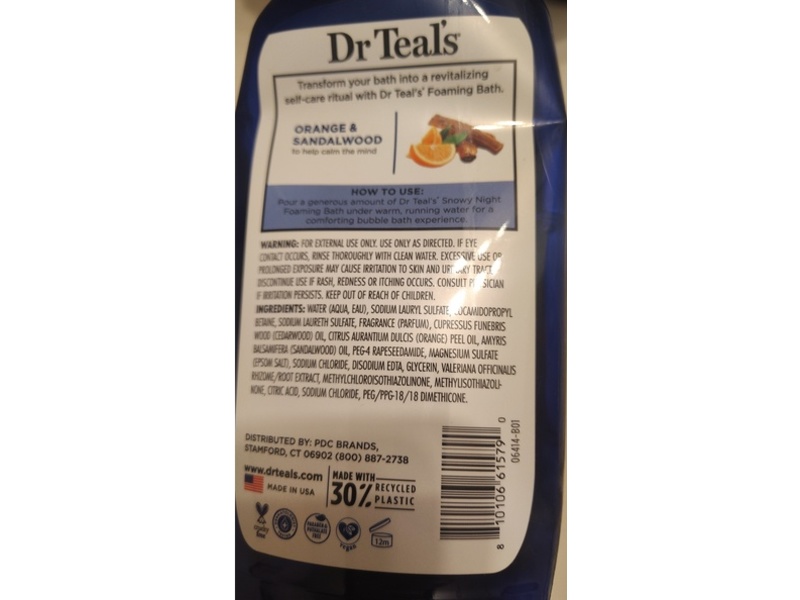 Dr Teal's®
Transform your bath into a revitalizing
self-care ritual with Dr Teal's® Foaming Bath.
ORANGE &
SANDALWOOD
to help calm the mind
HOW TO USE:
Pour a generous amount of Dr Teal's® Snowy Night
Foaming Bath under warm, running water for a
comforting bubble bath experience.
WARNING: FOR EXTERNAL USE ONLY. USE ONLY AS DIRECTED. IF EYE
CONTACT OCCURS, RINSE THOROUGHLY WITH CLEAN WATER. EXCESSIVE USE OR
PROLONGED EXPOSURE MAY CAUSE IRRITATION TO SKIN AND URINARY TRACT.
DISCONTINUE USE IF RASH, REDNESS OR ITCHING OCCURS. CONSULT PHYSICIAN
IF IRRITATION PERSISTS. KEEP OUT OF REACH OF CHILDREN.
INGREDIENTS: WATER (AQUA, EAU), SODIUM LAURYL SULFATE, COCAMIDOPROPYL
BETAINE, SODIUM LAURETH SULFATE, FRAGRANCE (PARFUM), CUPRESSUS FUNEBRIS
WOOD (CEDARWOOD) OIL, CITRUS AURANTIUM DULCIS (ORANGE) PEEL OIL, AMYRIS
BALSAMIFERA (SANDALWOOD) OIL, PEG-4 RAPESEEDAMIDE, MAGNESIUM SULFATE
(EPSOM SALT), SODIUM CHLORIDE, DISODIUM EDTA, GLYCERIN, VALERIANA OFFICINALIS
RHIZOME/ROOT EXTRACT, METHYLCHLOROISOTHIAZOLINONE, METHYLISOTHIAZOLI-
NONE, CITRIC ACID, SODIUM CHLORIDE, PEG/PPG-18/18 DIMETHICONE.
DISTRIBUTED BY: PDC BRANDS,
STAMFORD, CT 06902 (800) 887-2738
www.drteals.com
MADE IN USA
MADE WITH
30% RECYCLED
PLASTIC
cruelty
free
PARABEN &
PHTHALATE
FREE
vegan
12m
8 10106 61579 0
06414-B01